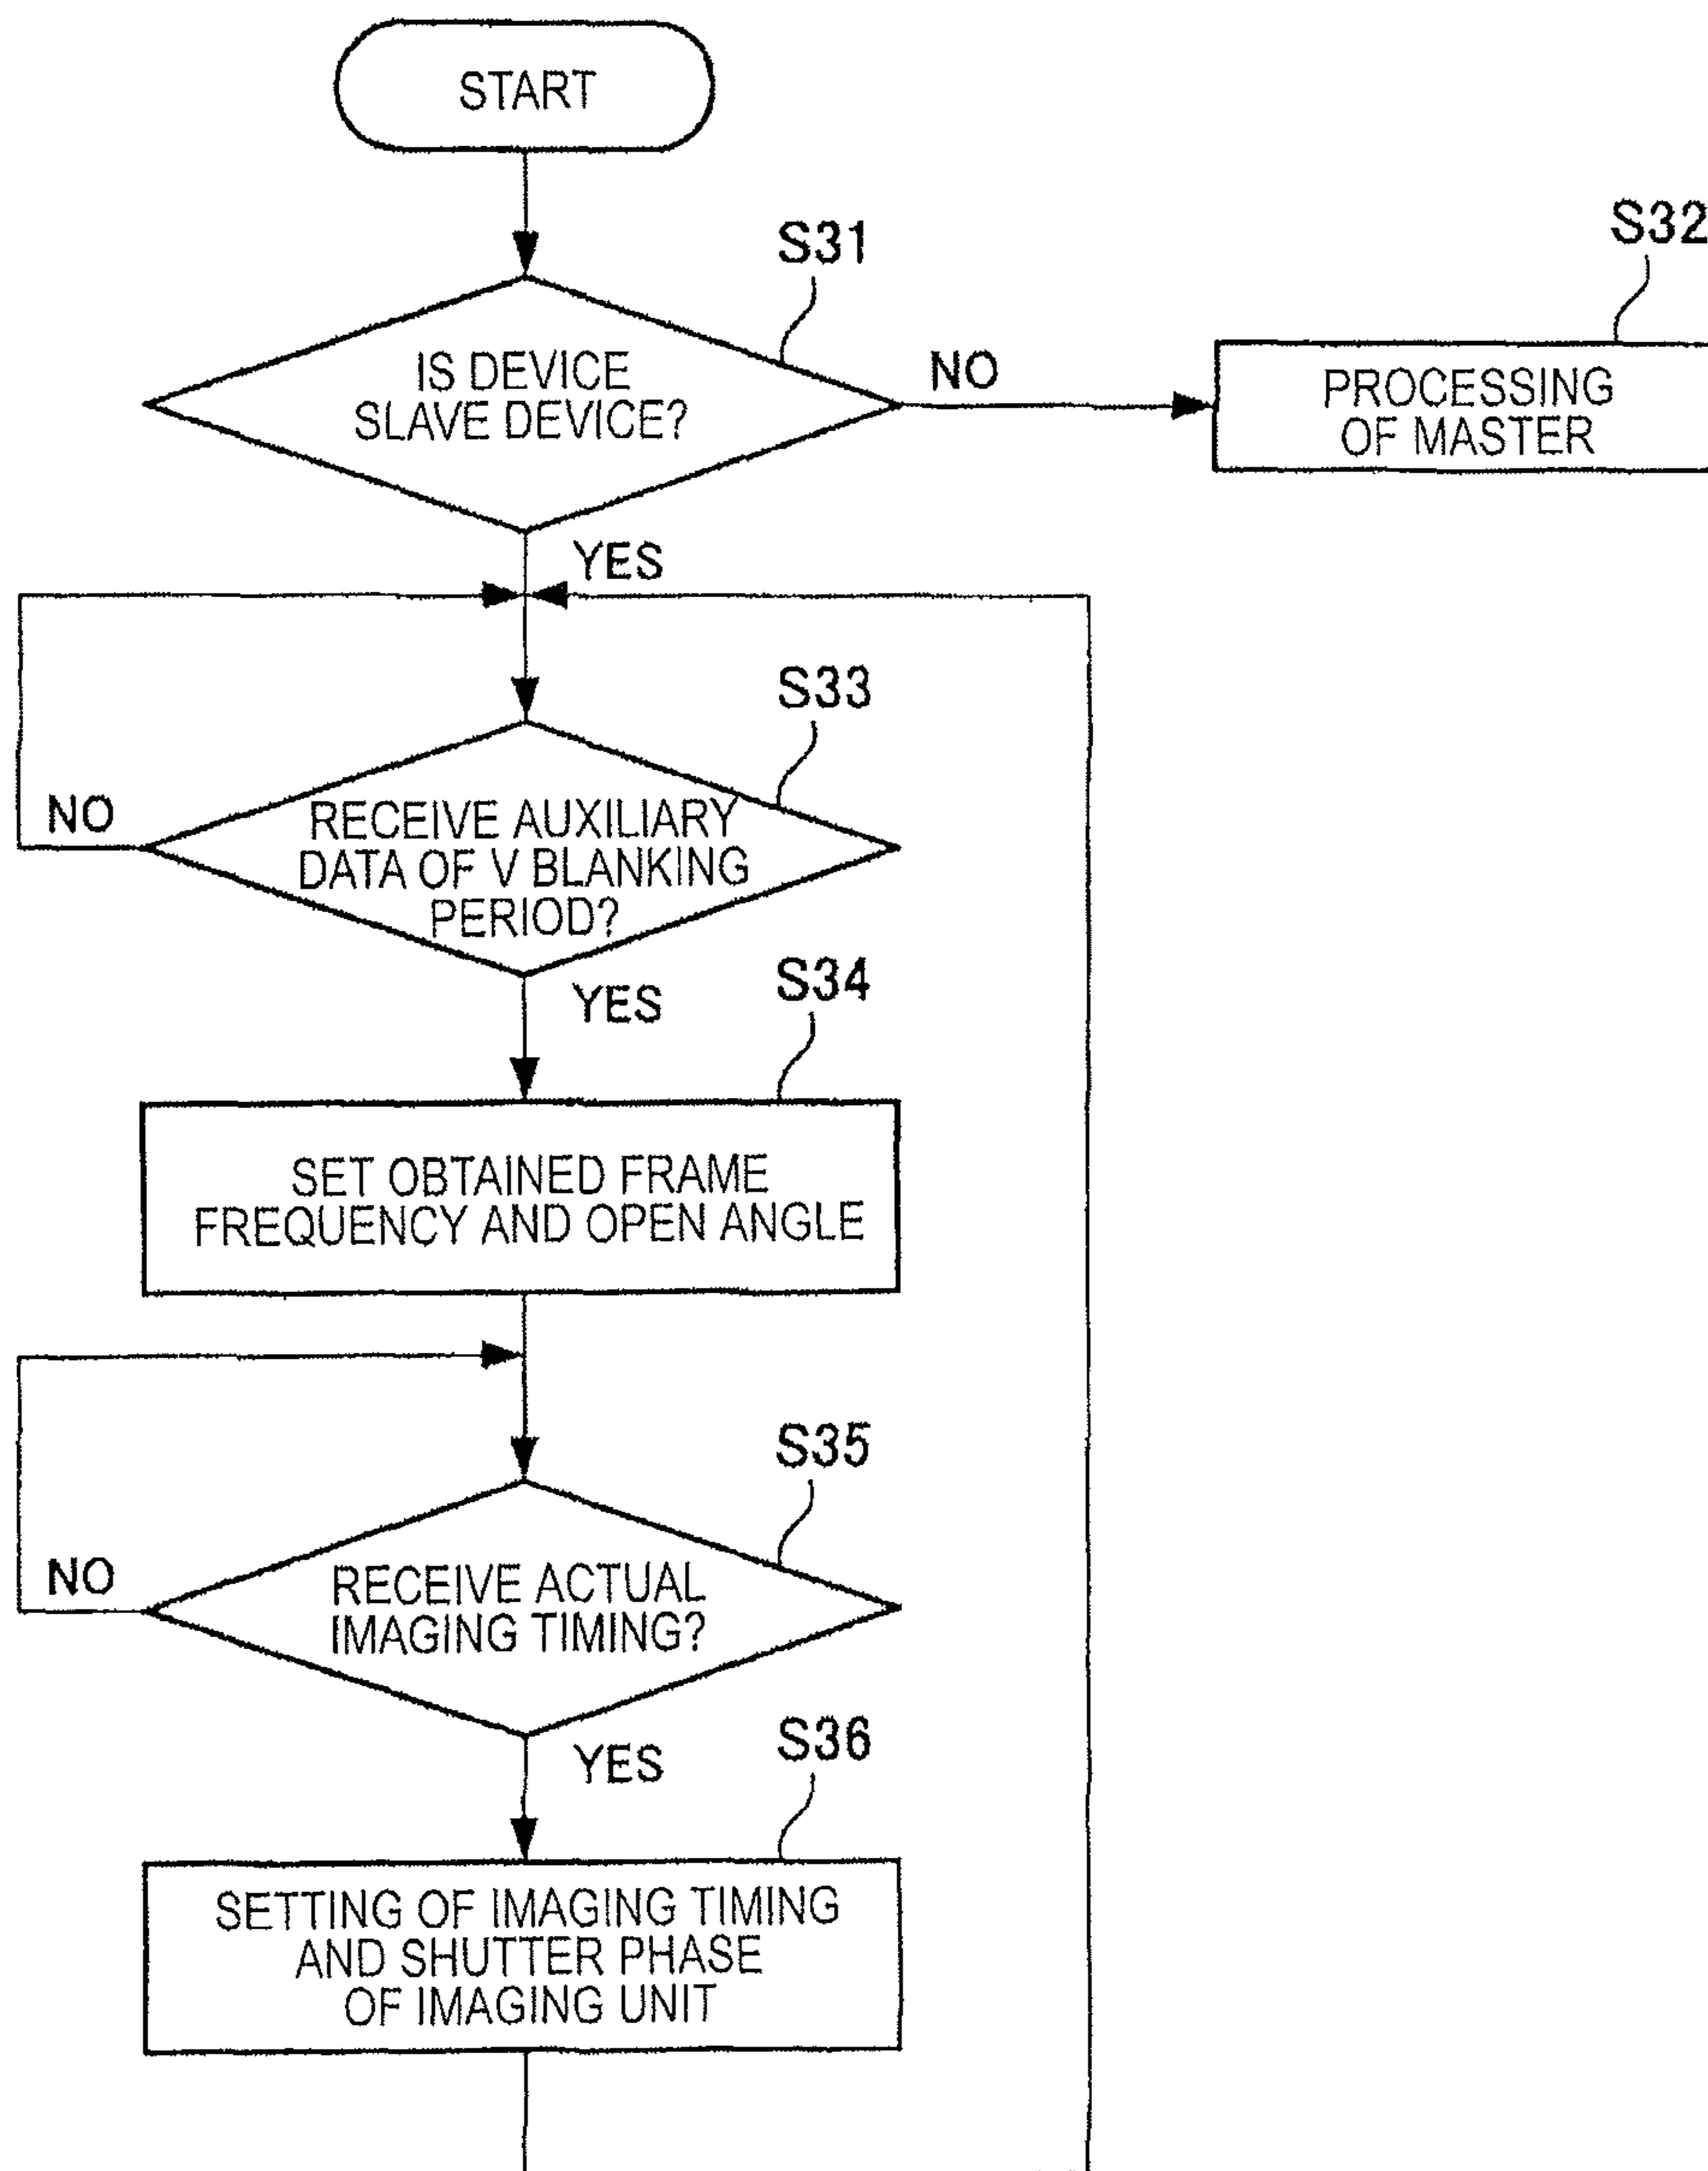 START
S31
S32
IS DEVICE
SLAVE DEVICE?
NO
PROCESSING
OF MASTER
YES
S33
NO
RECEIVE AUXILIARY
DATA OF V BLANKING
PERIOD?
YES
S34
SET OBTAINED FRAME
FREQUENCY AND OPEN ANGLE
S35
NO
RECEIVE ACTUAL
IMAGING TIMING?
YES
S36
SETTING OF IMAGING TIMING
AND SHUTTER PHASE
OF IMAGING UNIT